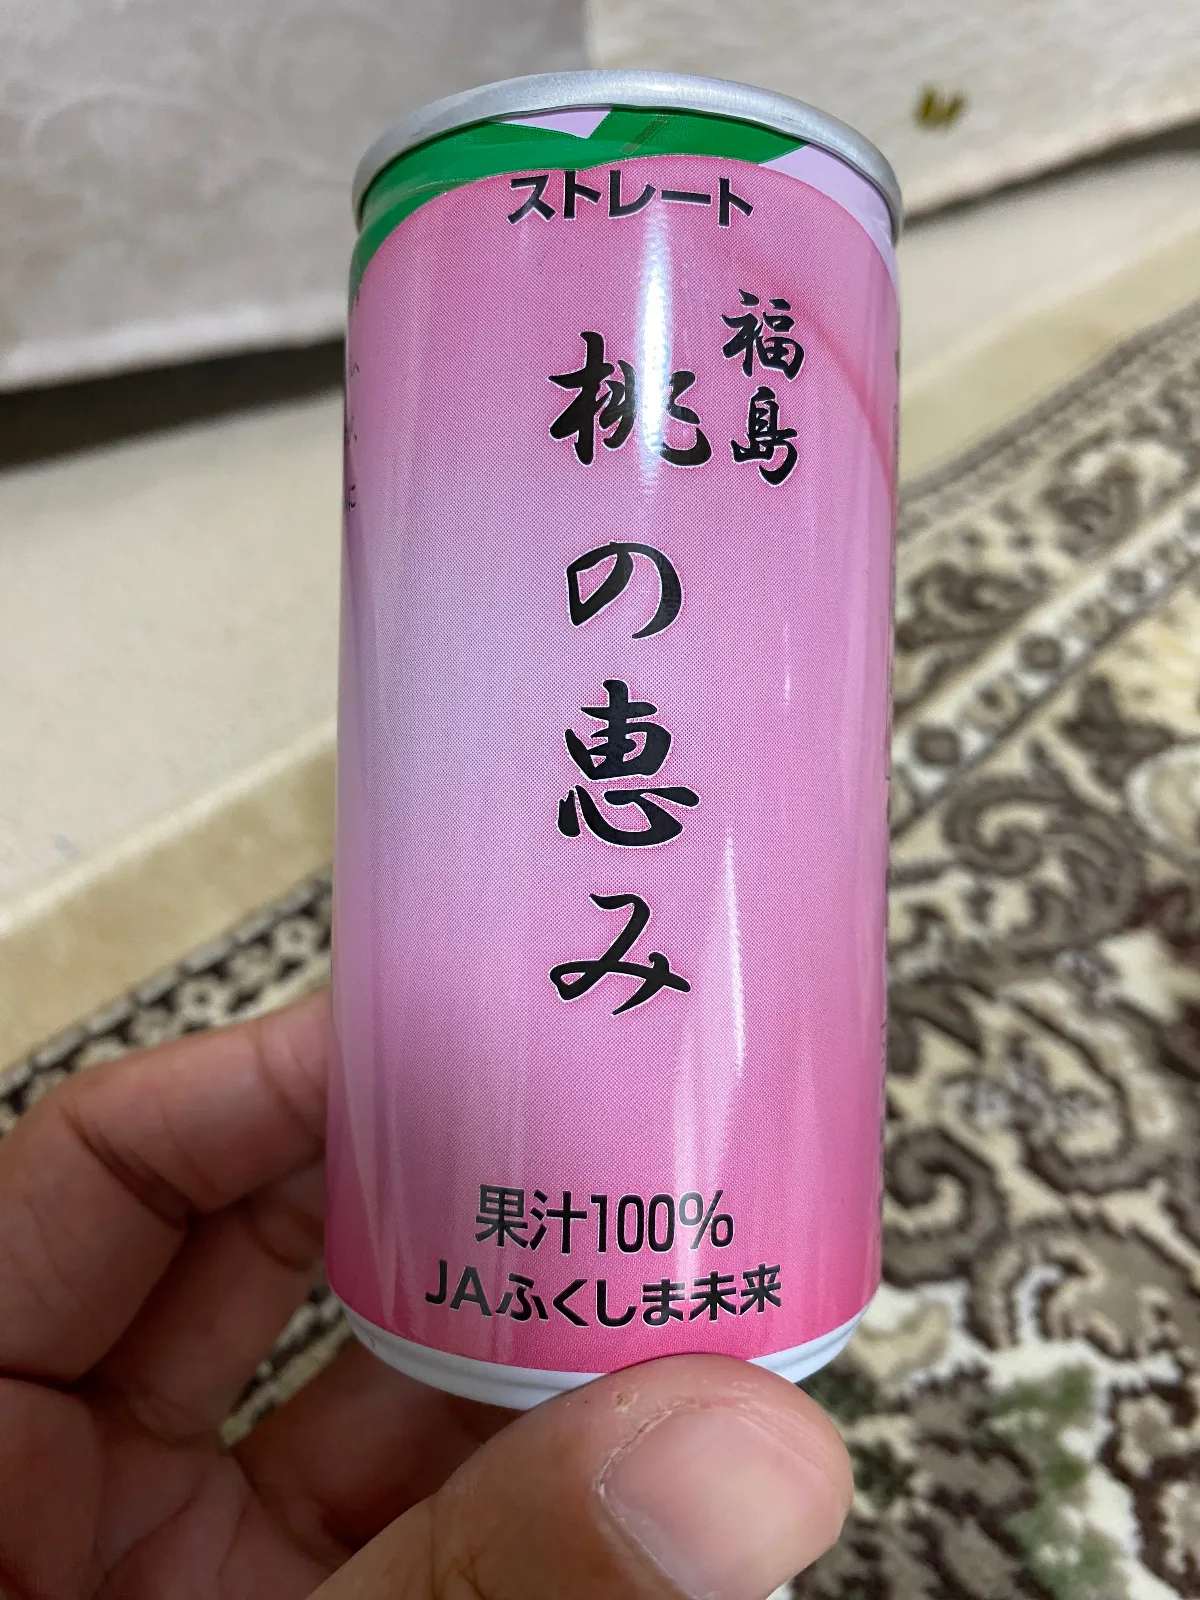 ストレート
福島
桃の恵み
果汁100%
JAふくしま未来